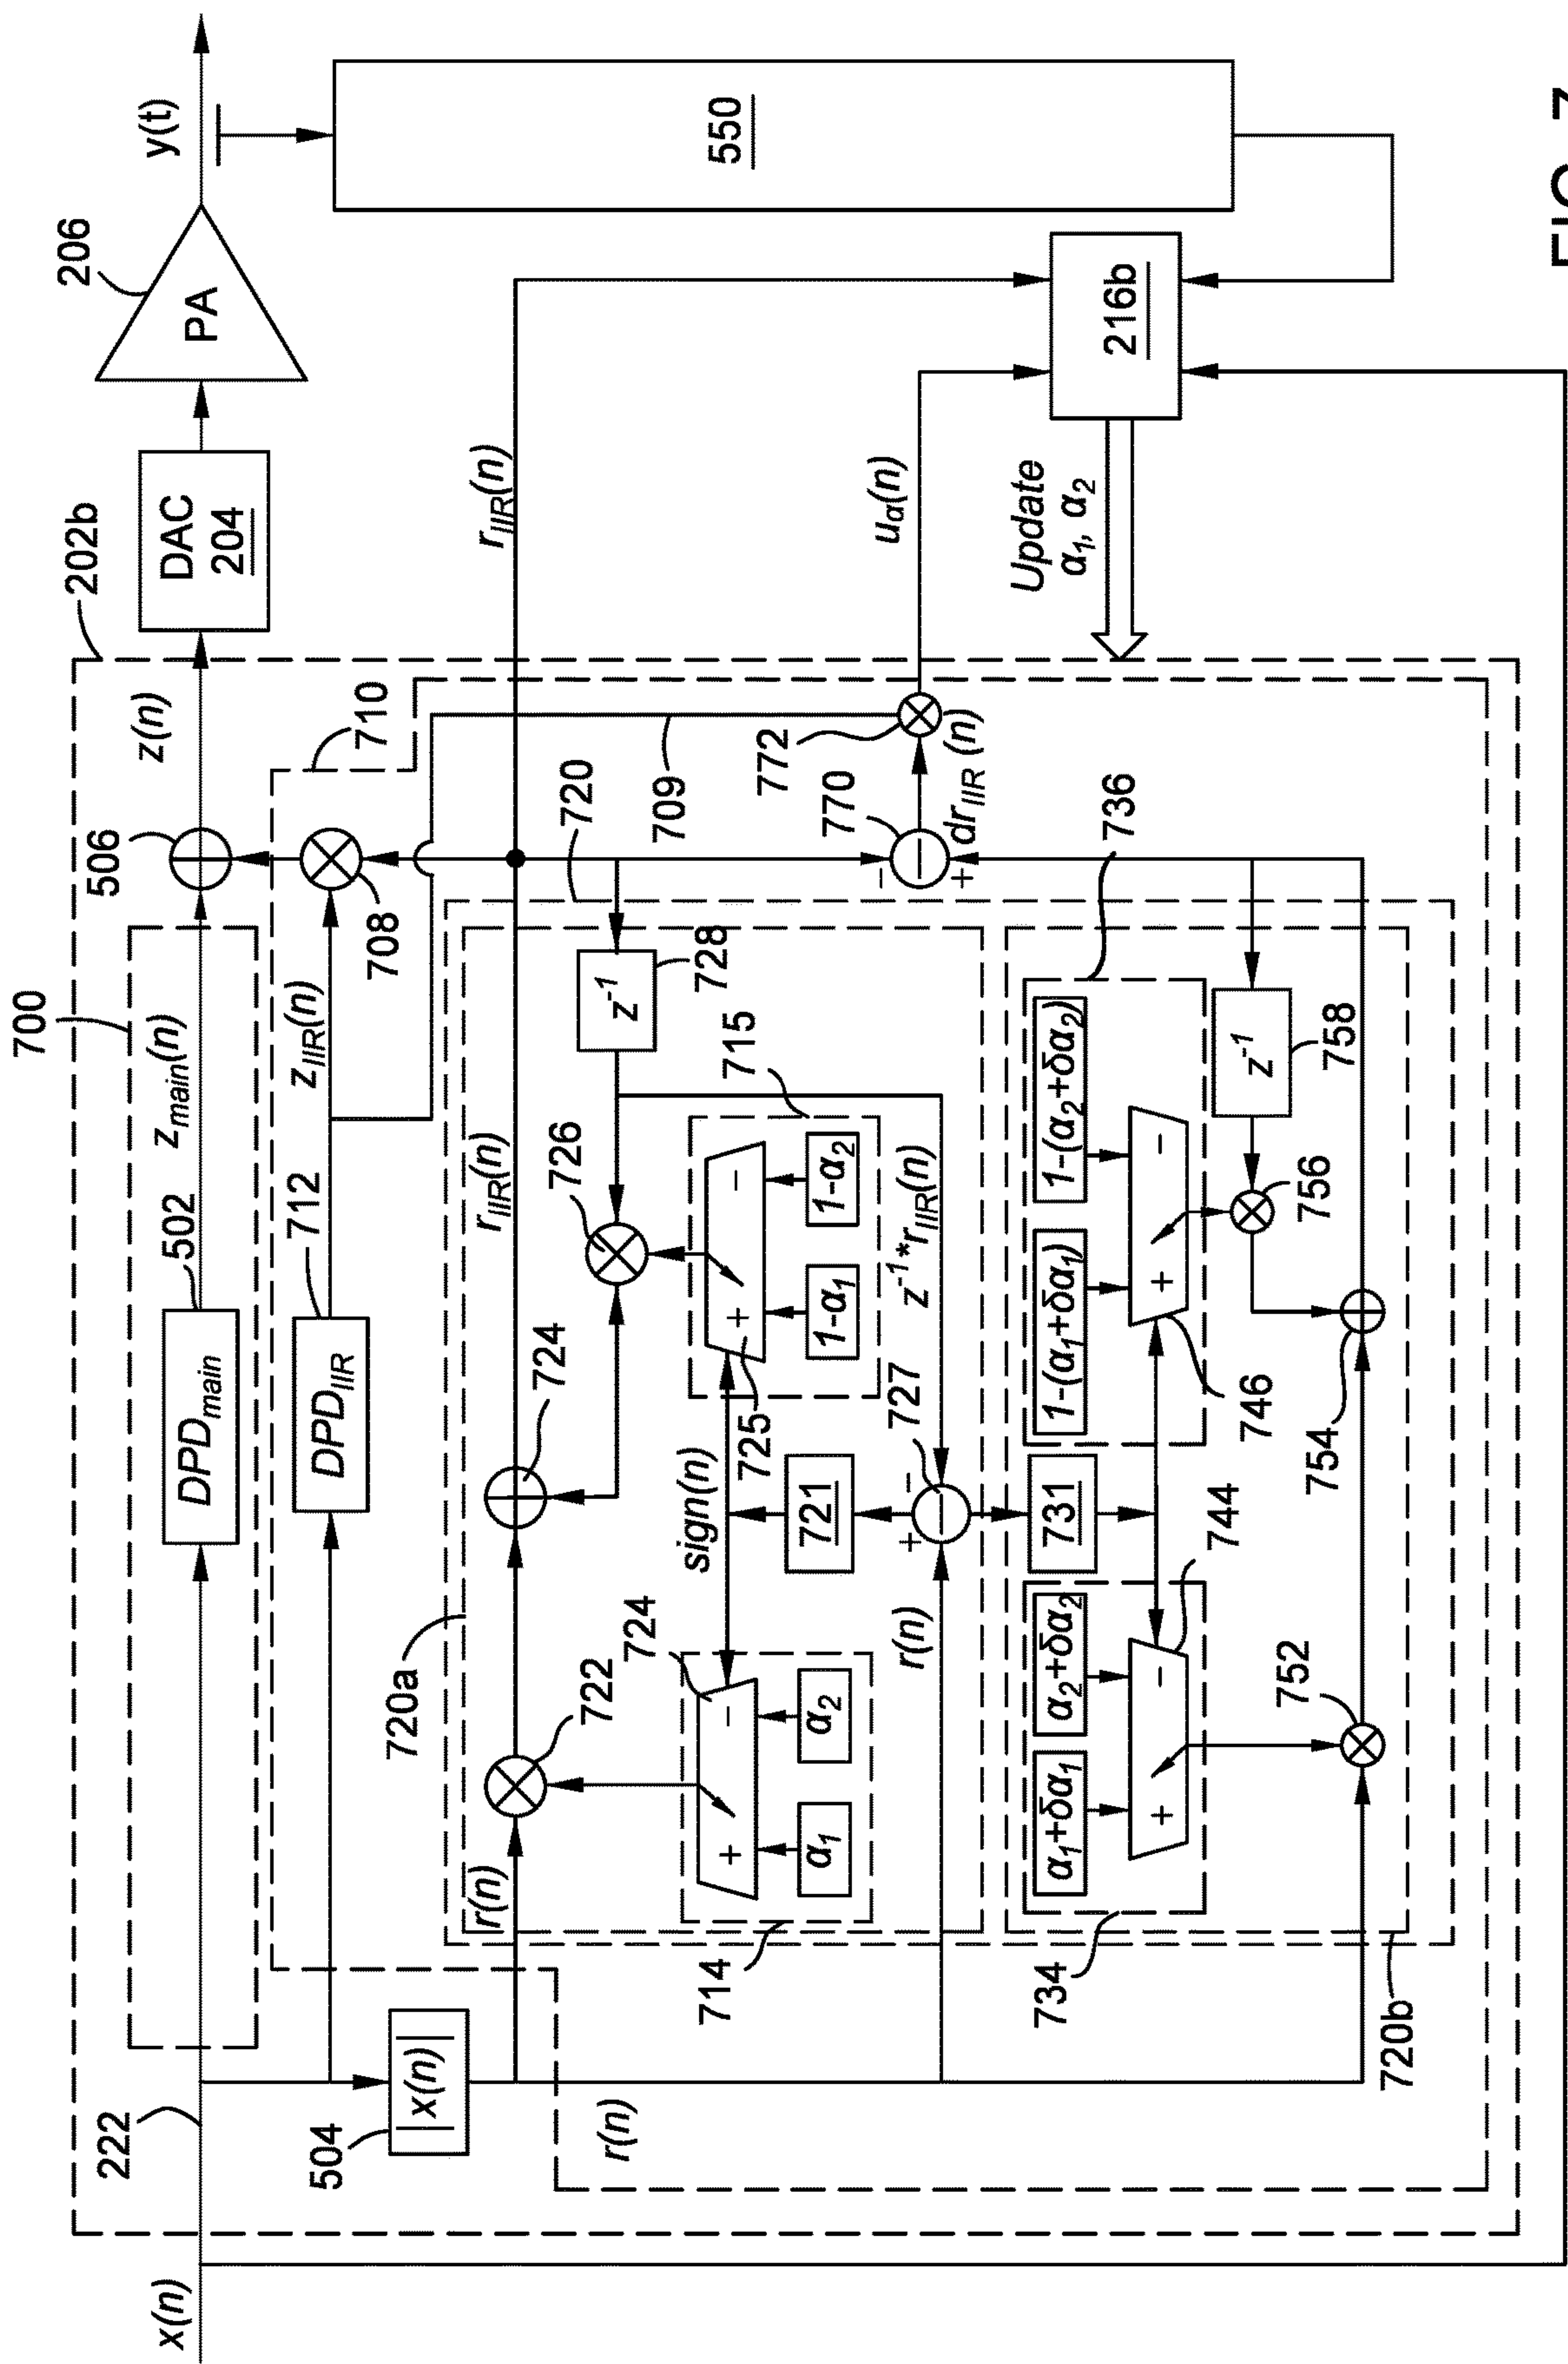 x(n)
222
700
502
DPD_main
z_main(n)
506
z(n)
202b
DAC
204
206
PA
y(t)
712
DPD_IIR
z_IIR(n)
708
710
504
|x(n)|
r(n)
r(n)
720a
722
724
r_IIR(n)
r_IIR(n)
726
z⁻¹
728
720
709
724
714
+
−
α₁
α₂
sign(n)
725
715
+
−
1-α₁
1-α₂
721
r(n)
+
−
727
z⁻¹*r_IIR(n)
−
+
770
772
dr_IIR(n)
u_α(n)
Update
α₁, α₂
216b
550
734
α₁+δα₁
α₂+δα₂
+
−
744
731
1-(α₁+δα₁)
1-(α₂+δα₂)
+
−
746
736
z⁻¹
758
756
752
754
720b